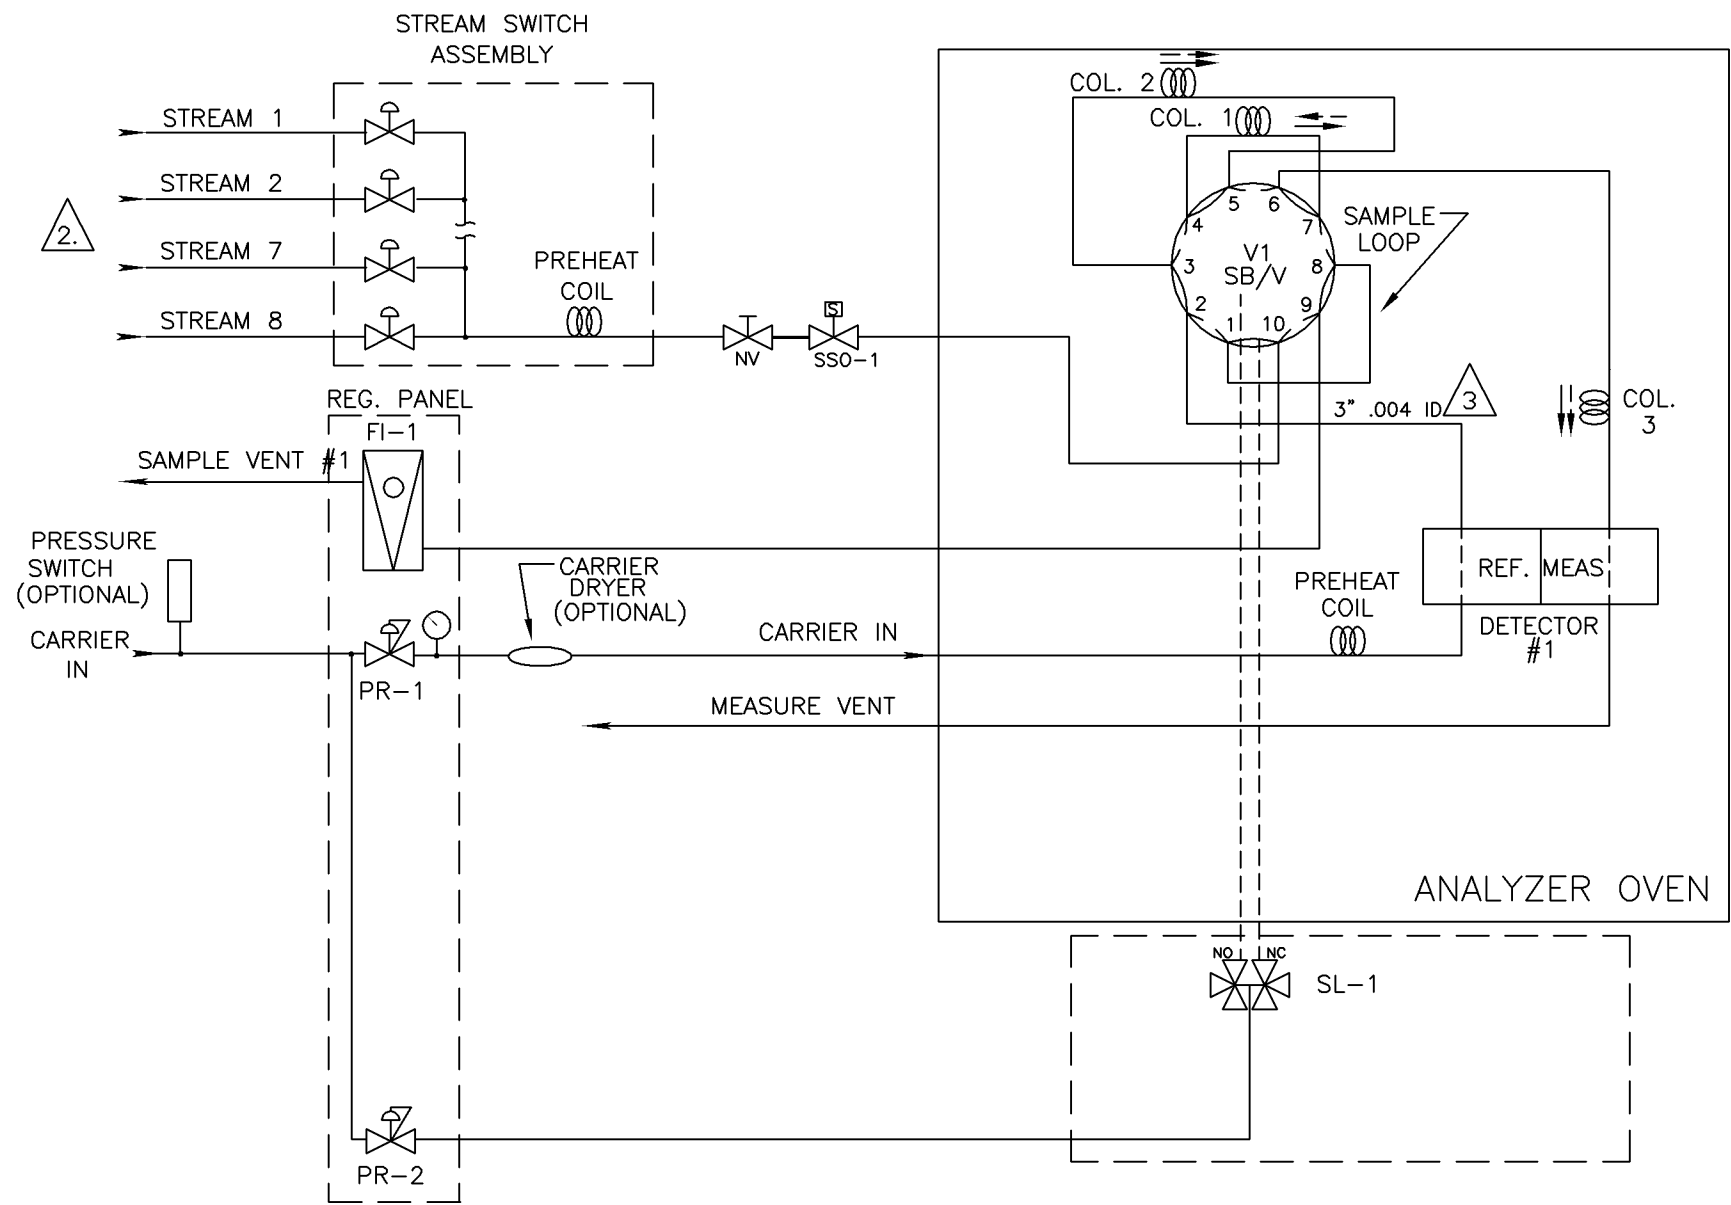 STREAM SWITCH
ASSEMBLY
STREAM 1
STREAM 2
2.
STREAM 7
STREAM 8
PREHEAT
COIL
NV
S
SSO-1
COL. 2
COL. 1
5
6
4
7
3
V1
SB/V
8
2
9
1
10
SAMPLE
LOOP
3" .004 ID
3
COL.
3
REG. PANEL
FI-1
SAMPLE VENT #1
PRESSURE
SWITCH
(OPTIONAL)
CARRIER
IN
PR-1
CARRIER
DRYER
(OPTIONAL)
CARRIER IN
PREHEAT
COIL
REF.
MEAS
DETECTOR
#1
MEASURE VENT
ANALYZER OVEN
NO
NC
SL-1
PR-2